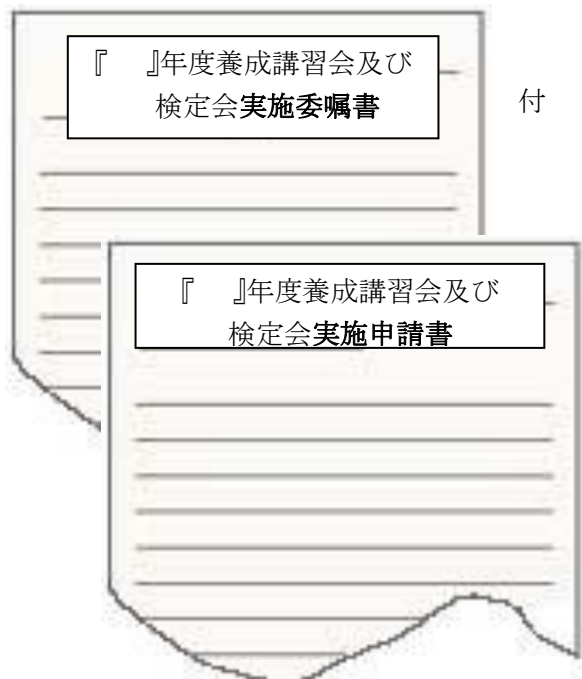 『　　』年度養成講習会及び
検定会実施委嘱書
付
『　　』年度養成講習会及び
検定会実施申請書